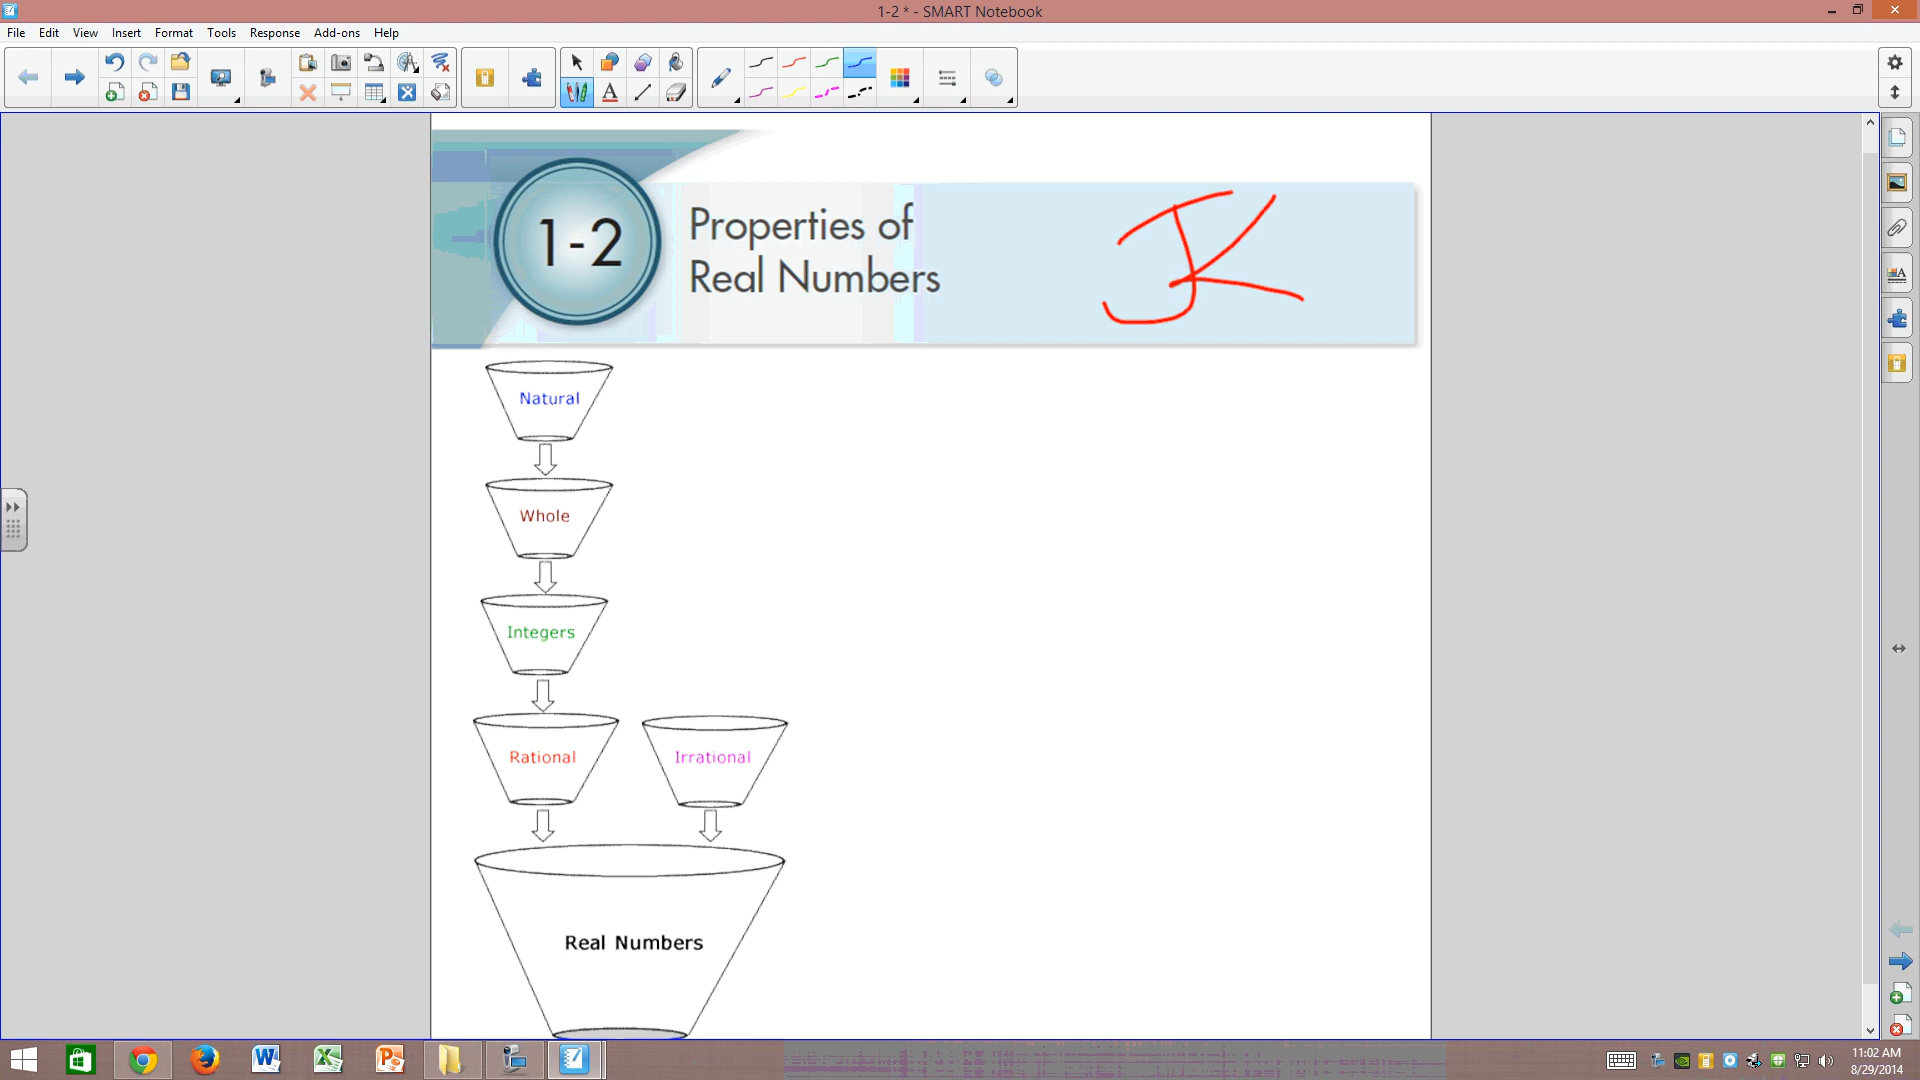 1-2 * - SMART Notebook
File Edit View Insert Format Tools Response Add-ons Help
1-2
Properties of
Real Numbers
JK
Natural
Whole
Integers
Rational
Irrational
Real Numbers
11:02 AM
8/29/2014